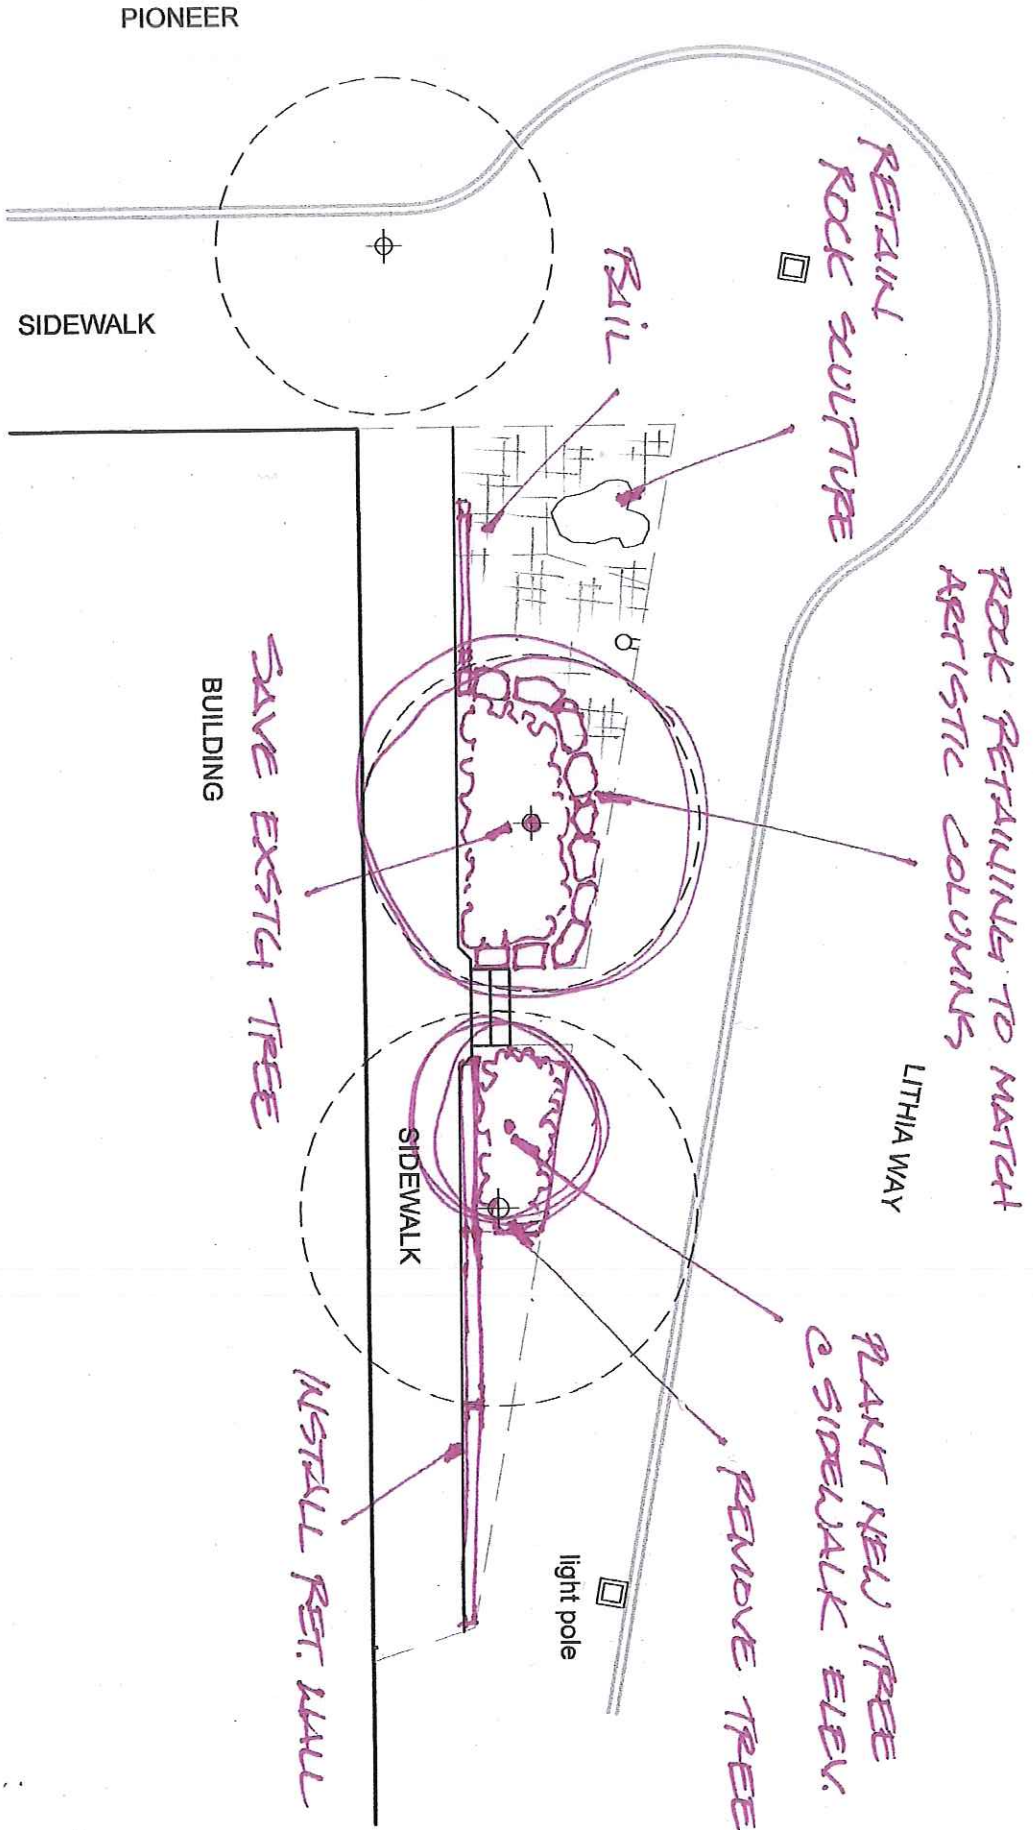 PIONEER
SIDEWALK
RETAIN
ROCK SCULPTURE
RAIL
ROCK RETAINING TO MATCH
ARTISTIC COLUMNS
BUILDING
SAVE EXSTG TREE
LITHIA WAY
SIDEWALK
PLANT NEW TREE
@ SIDEWALK ELEV.
REMOVE TREE
light pole
INSTALL RET. WALL